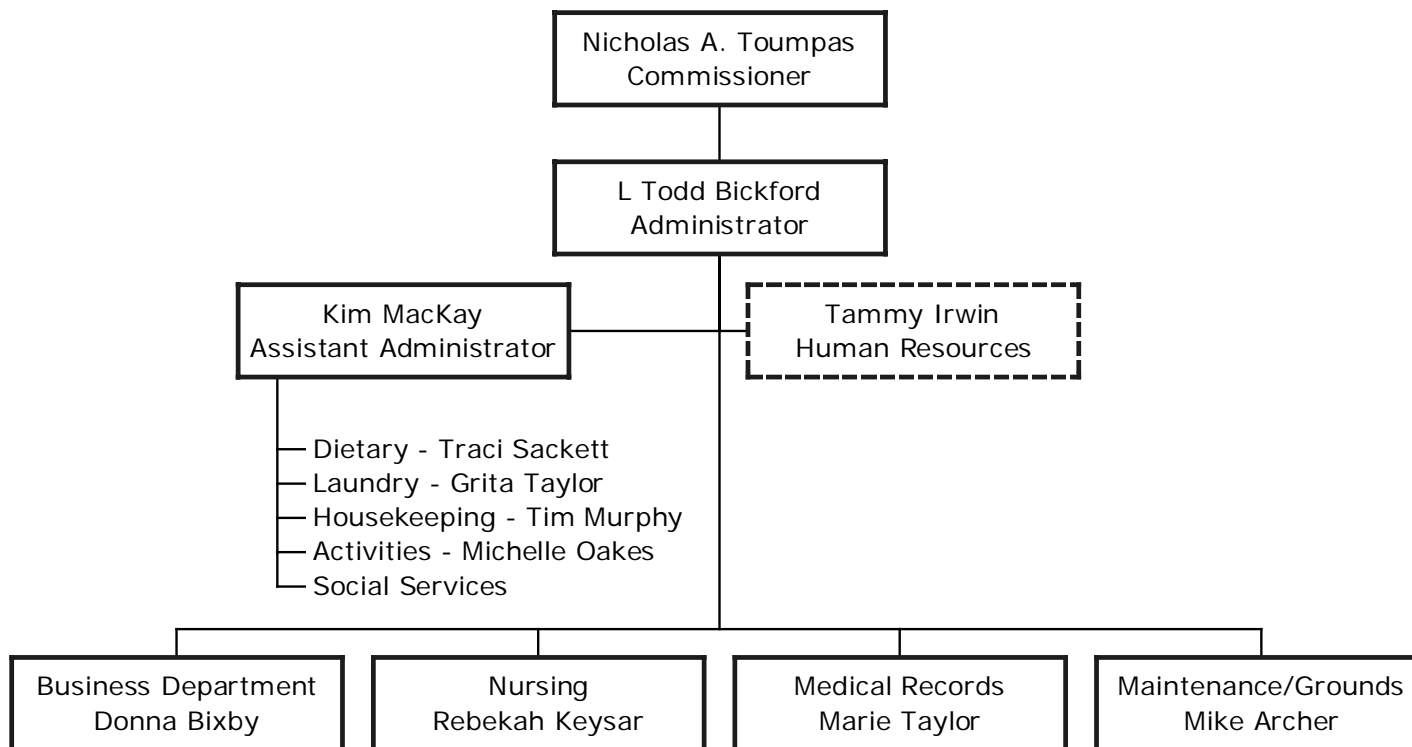 Nicholas A. Toumpas
Commissioner
L Todd Bickford
Administrator
Kim MacKay
Assistant Administrator
Tammy Irwin
Human Resources
Dietary - Traci Sackett
Laundry - Grita Taylor
Housekeeping - Tim Murphy
Activities - Michelle Oakes
Social Services
Business Department
Donna Bixby
Nursing
Rebekah Keysar
Medical Records
Marie Taylor
Maintenance/Grounds
Mike Archer